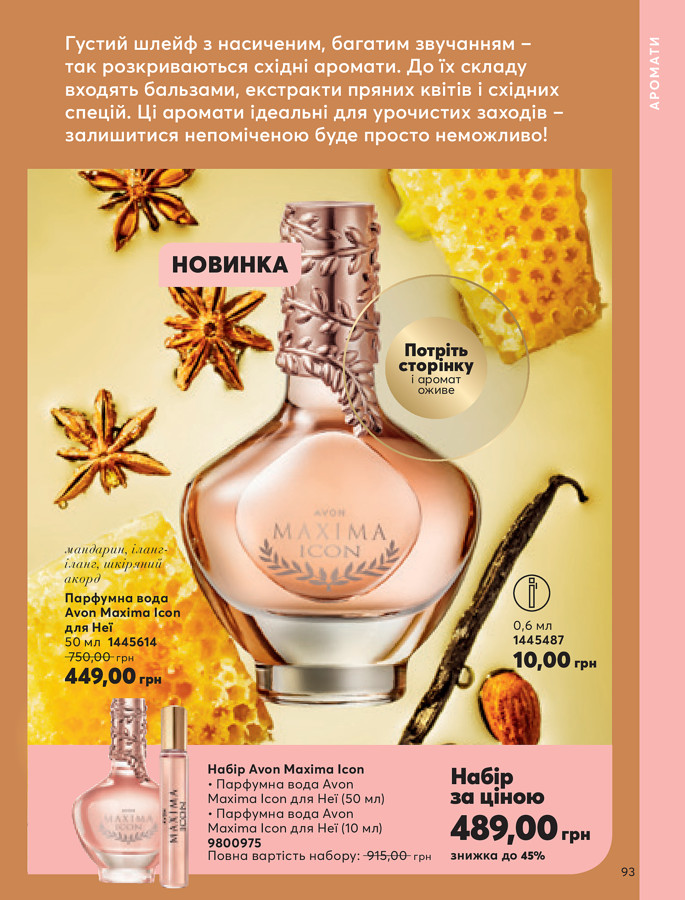 Густий шлейф з насиченим, багатим звучанням –
так розкриваються східні аромати. До їх складу
входять бальзами, екстракти пряних квітів і східних
спецій. Ці аромати ідеальні для урочистих заходів –
залишитися непоміченою буде просто неможливо!
АРОМАТИ
НОВИНКА
Потріть
сторінку
і аромат
оживе
AVON
MAXIMA
ICON
мандарин, іланг-
іланг, шкіряний
акорд
Парфумна вода
Avon Maxima Icon
для Неї
50 мл 1445614
750,00 грн
449,00 грн
0,6 мл
1445487
10,00 грн
AVON
MAXIMA
ICON
AVON
MAXIMA
ICON
Набір Avon Maxima Icon
• Парфумна вода Avon
Maxima Icon для Неї (50 мл)
• Парфумна вода Avon
Maxima Icon для Неї (10 мл)
9800975
Повна вартість набору: 915,00 грн
Набір
за ціною
489,00 грн
знижка до 45%
93